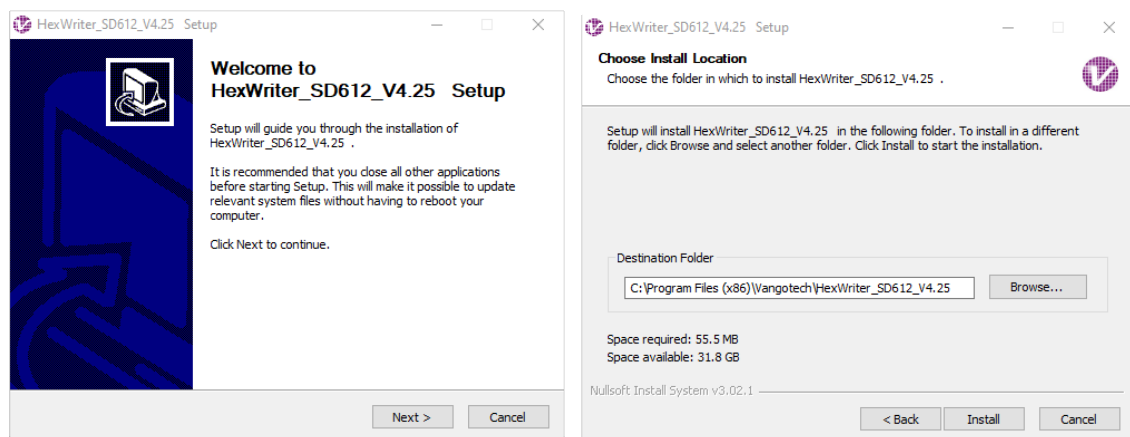 HexWriter_SD612_V4.25 Setup
Welcome to
HexWriter_SD612_V4.25 Setup
Setup will guide you through the installation of
HexWriter_SD612_V4.25 .
It is recommended that you close all other applications
before starting Setup. This will make it possible to update
relevant system files without having to reboot your
computer.
Click Next to continue.
Next >
Cancel
HexWriter_SD612_V4.25 Setup
Choose Install Location
Choose the folder in which to install HexWriter_SD612_V4.25 .
Setup will install HexWriter_SD612_V4.25 in the following folder. To install in a different
folder, click Browse and select another folder. Click Install to start the installation.
Destination Folder
C:\Program Files (x86)\Vangotech\HexWriter_SD612_V4.25
Browse...
Space required: 55.5 MB
Space available: 31.8 GB
Nullsoft Install System v3.02.1
< Back
Install
Cancel